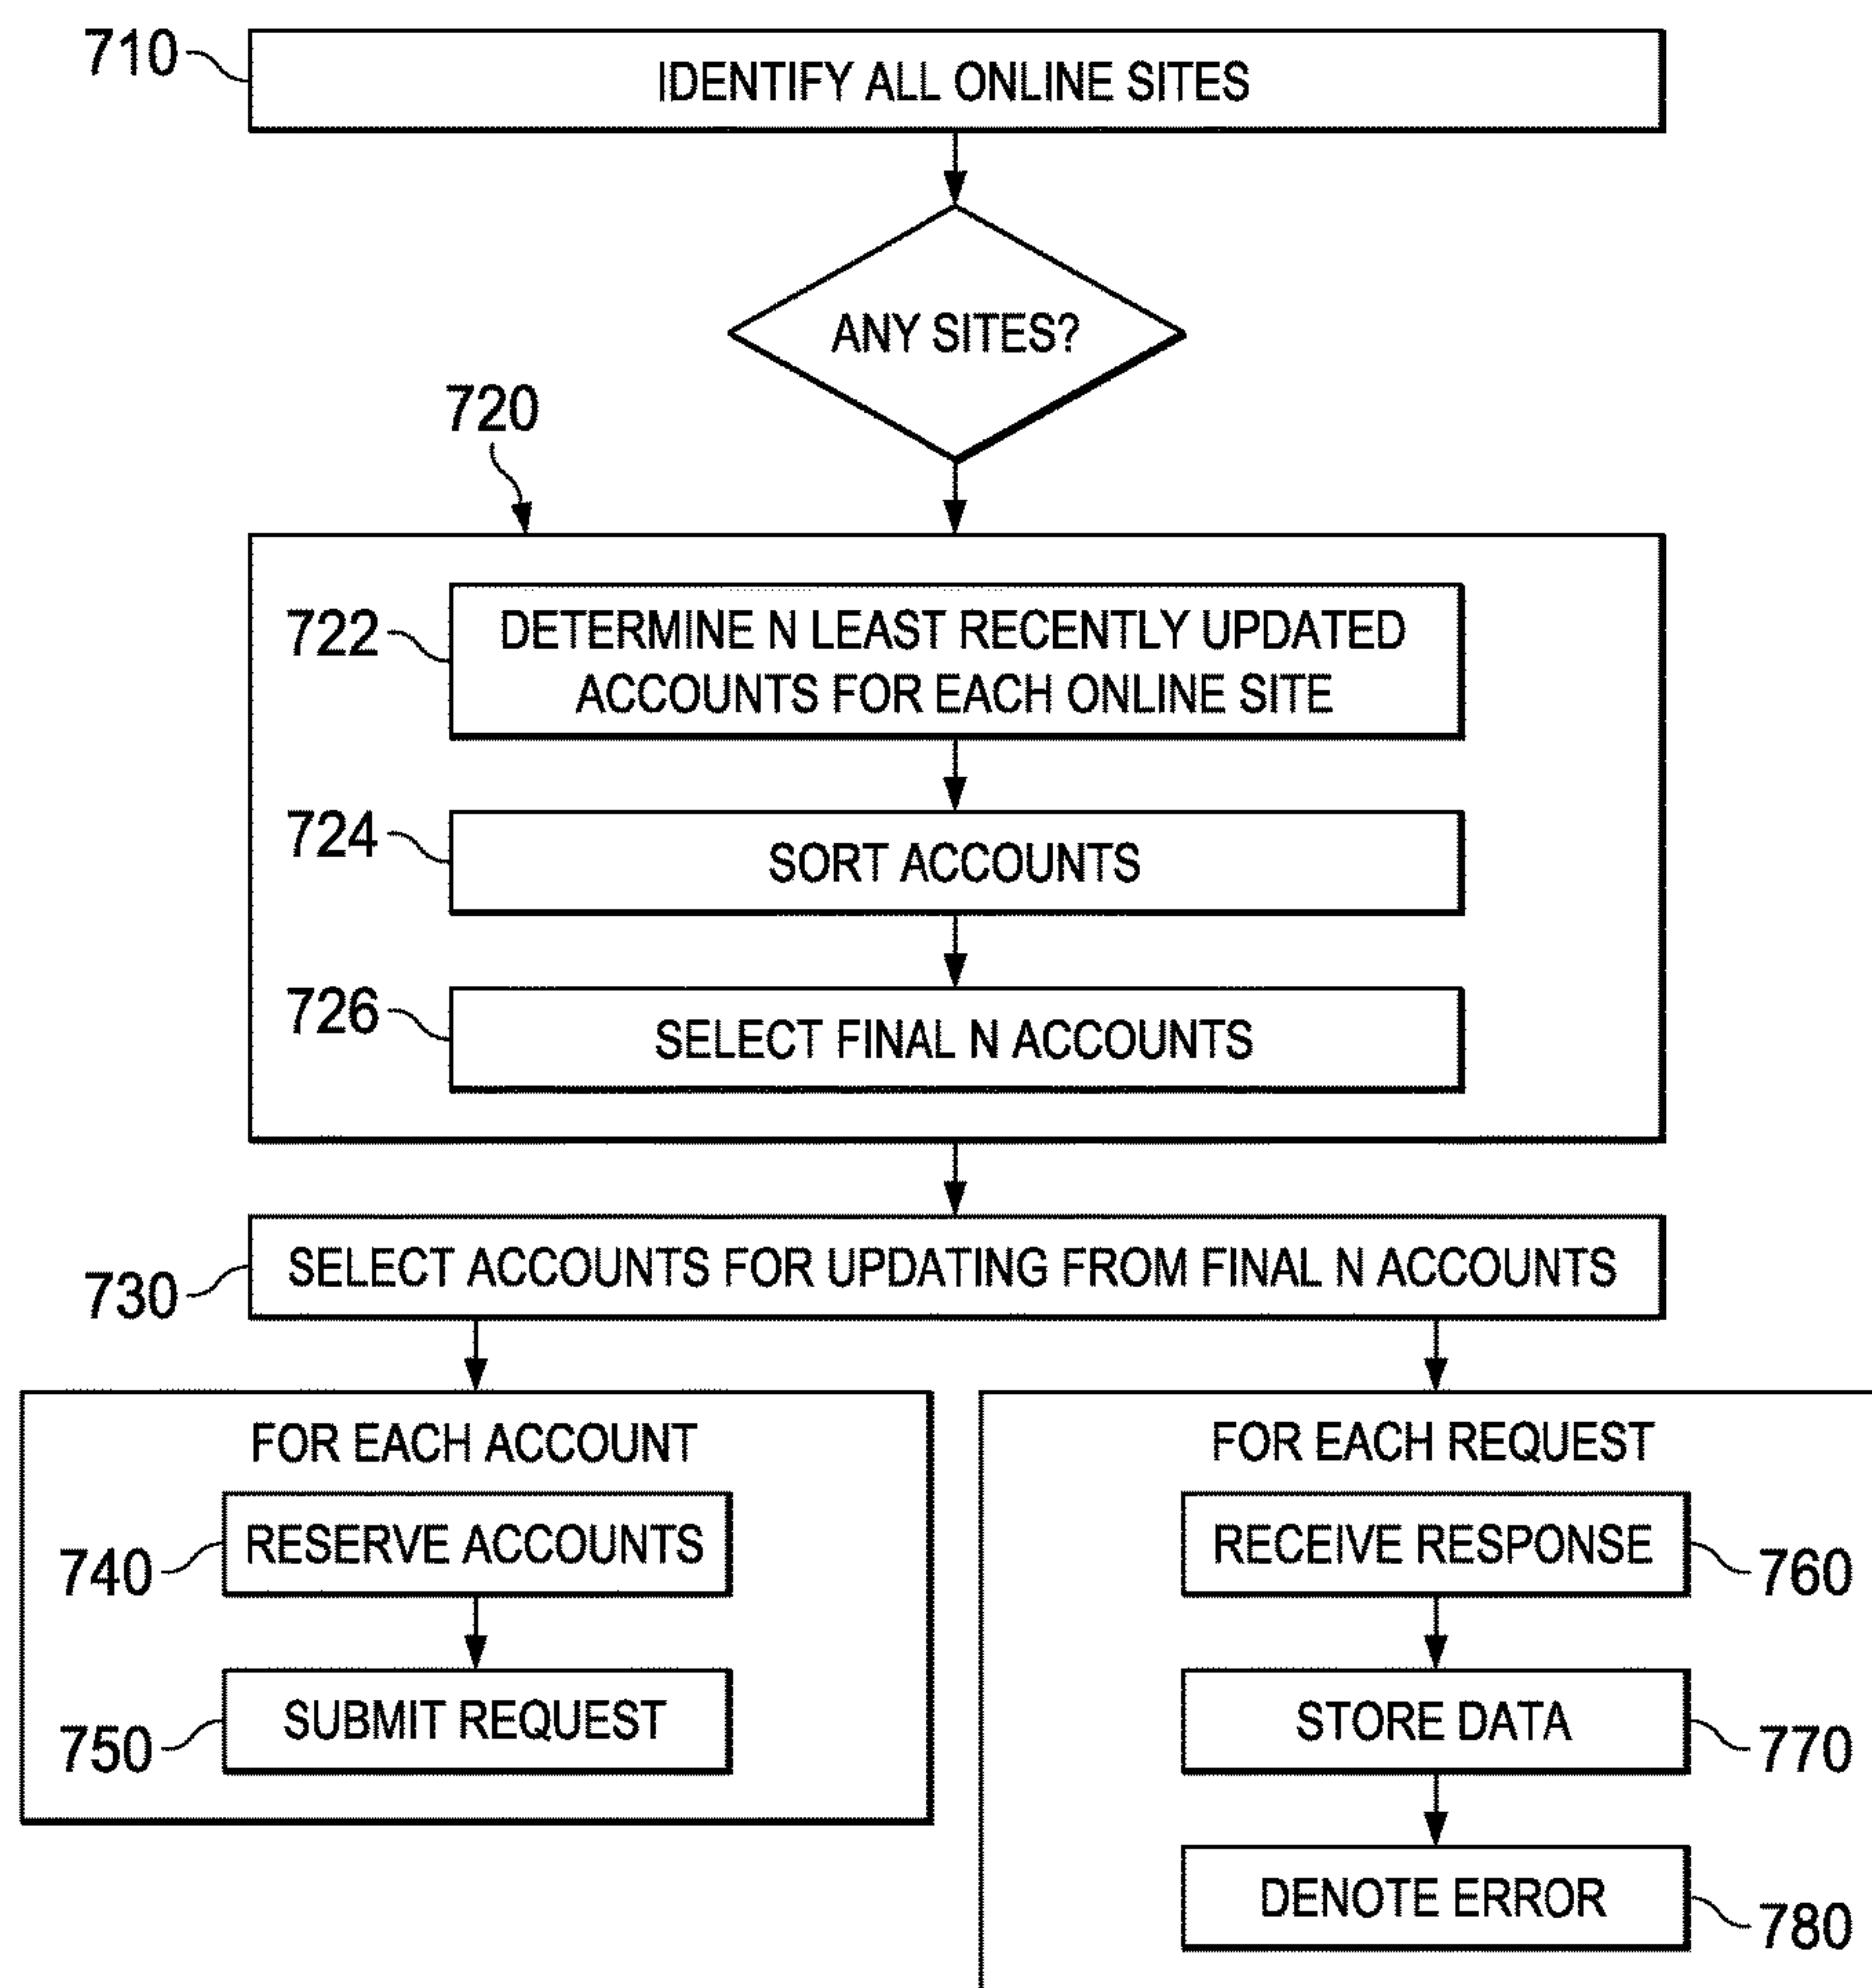 710
IDENTIFY ALL ONLINE SITES
ANY SITES?
720
722
DETERMINE N LEAST RECENTLY UPDATED
ACCOUNTS FOR EACH ONLINE SITE
724
SORT ACCOUNTS
726
SELECT FINAL N ACCOUNTS
730
SELECT ACCOUNTS FOR UPDATING FROM FINAL N ACCOUNTS
FOR EACH ACCOUNT
740
RESERVE ACCOUNTS
750
SUBMIT REQUEST
FOR EACH REQUEST
RECEIVE RESPONSE
760
STORE DATA
770
DENOTE ERROR
780